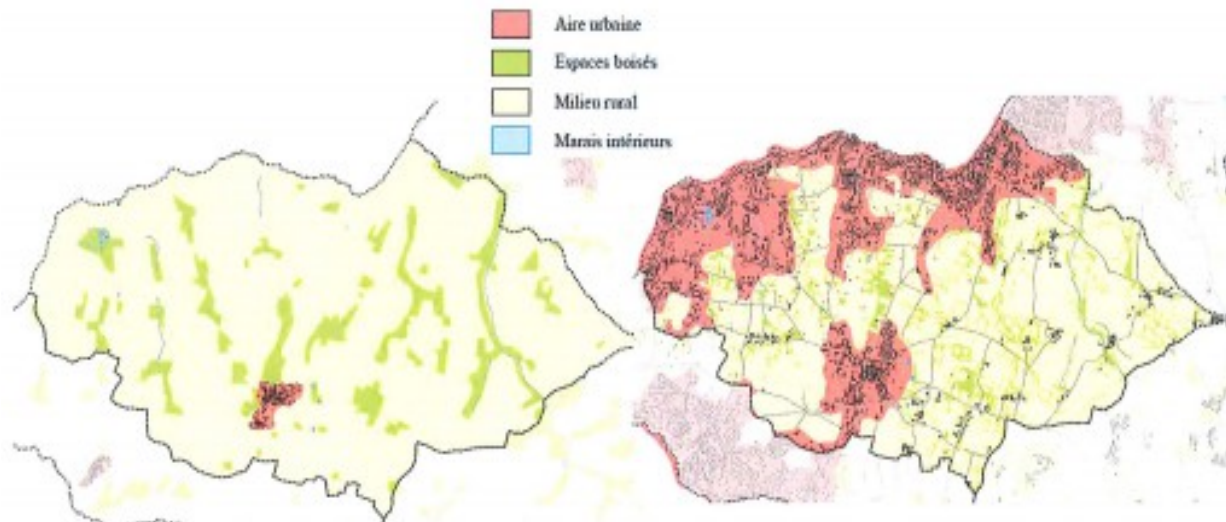 Aire urbaine
Espaces boisés
Milieu rural
Marais intérieurs